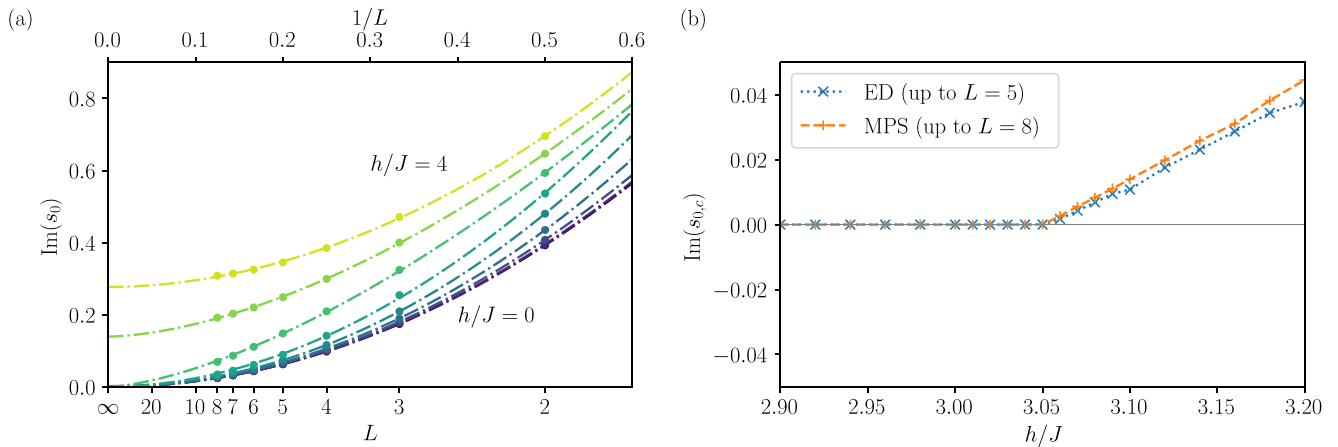 (a)
1/L
0.0 0.1 0.2 0.3 0.4 0.5 0.6
Im(s₀)
0.8
0.6
0.4
0.2
0.0
h/J = 4
h/J = 0
∞ 20 10 8 7 6 5 4 3 2
L
(b)
ED (up to L = 5)
MPS (up to L = 8)
Im(s₀,c)
0.04
0.02
0.00
−0.02
−0.04
2.90 2.95 3.00 3.05 3.10 3.15 3.20
h/J